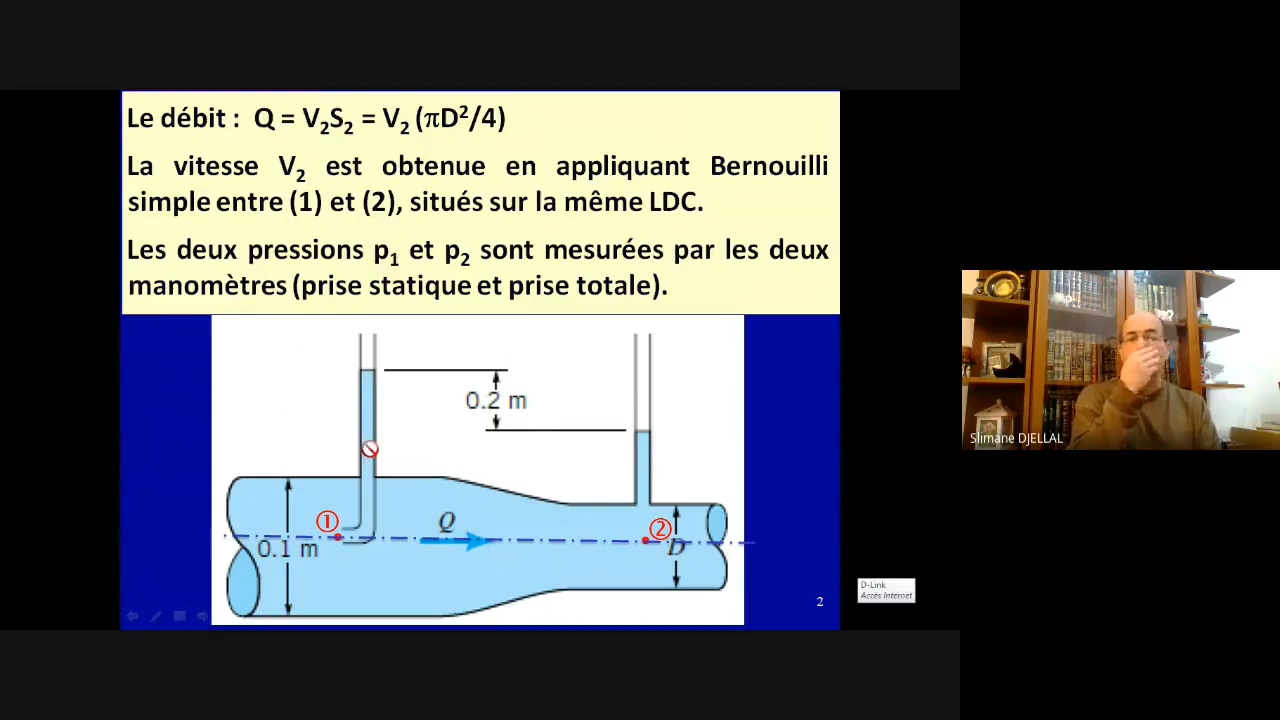 Le débit : Q = V₂S₂ = V₂ (πD²/4)
La vitesse V₂ est obtenue en appliquant Bernouilli
simple entre (1) et (2), situés sur la même LDC.
Les deux pressions p₁ et p₂ sont mesurées par les deux
manomètres (prise statique et prise totale).
0.2 m
①
Q
②
0.1 m
D
2
D-Link
Accès Internet
Slimane DJELLAL